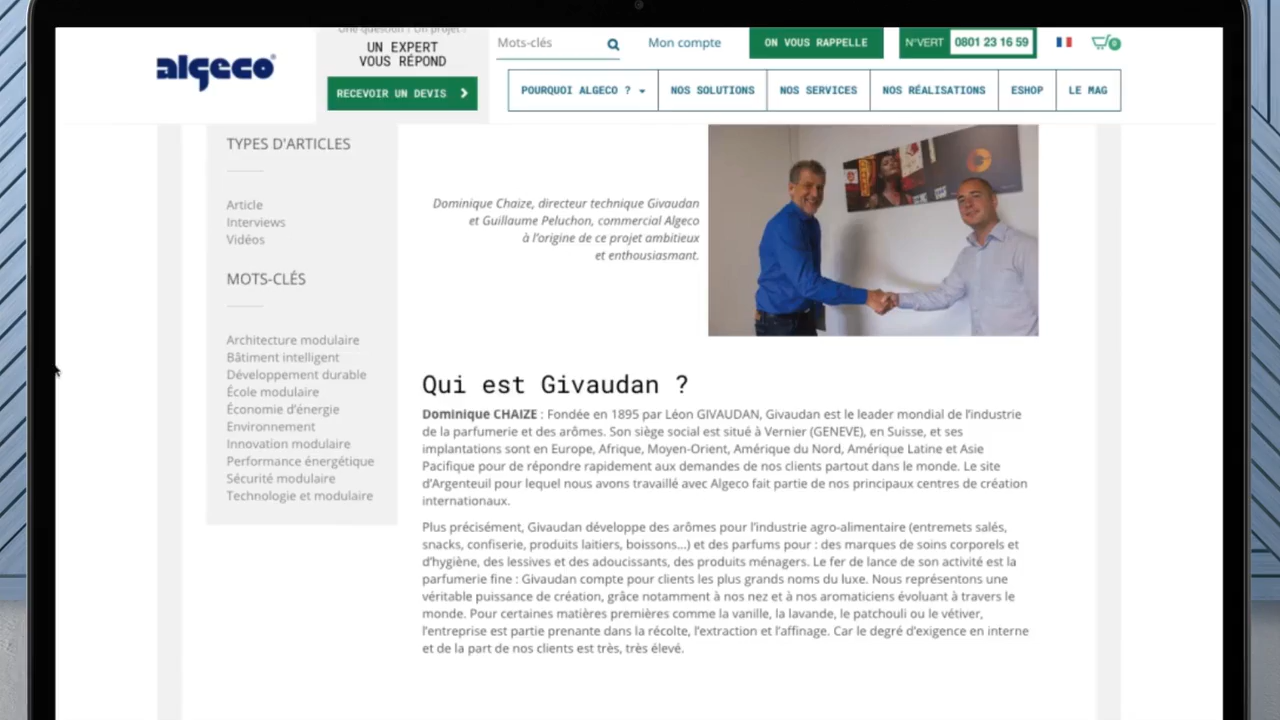 Une question ? Un projet ?
UN EXPERT
VOUS RÉPOND
RECEVOIR UN DEVIS
algeco
Mots-clés
Mon compte
ON VOUS RAPPELLE
N°VERT 0801 23 16 59
0
POURQUOI ALGECO ?
NOS SOLUTIONS
NOS SERVICES
NOS RÉALISATIONS
ESHOP
LE MAG
TYPES D'ARTICLES
Article
Interviews
Vidéos
MOTS-CLÉS
Architecture modulaire
Bâtiment intelligent
Développement durable
École modulaire
Économie d'énergie
Environnement
Innovation modulaire
Performance énergétique
Sécurité modulaire
Technologie et modulaire
Dominique Chaize, directeur technique Givaudan
et Guillaume Peluchon, commercial Algeco
à l'origine de ce projet ambitieux
et enthousiasmant.
Qui est Givaudan ?
Dominique CHAIZE : Fondée en 1895 par Léon GIVAUDAN, Givaudan est le leader mondial de l'industrie
de la parfumerie et des arômes. Son siège social est situé à Vernier (GENEVE), en Suisse, et ses
implantations sont en Europe, Afrique, Moyen-Orient, Amérique du Nord, Amérique Latine et Asie
Pacifique pour de répondre rapidement aux demandes de nos clients partout dans le monde. Le site
d'Argenteuil pour lequel nous avons travaillé avec Algeco fait partie de nos principaux centres de création
internationaux.
Plus précisément, Givaudan développe des arômes pour l'industrie agro-alimentaire (entremets salés,
snacks, confiserie, produits laitiers, boissons...) et des parfums pour : des marques de soins corporels et
d'hygiène, des lessives et des adoucissants, des produits ménagers. Le fer de lance de son activité est la
parfumerie fine : Givaudan compte pour clients les plus grands noms du luxe. Nous représentons une
véritable puissance de création, grâce notamment à nos nez et à nos aromaticiens évoluant à travers le
monde. Pour certaines matières premières comme la vanille, la lavande, le patchouli ou le vétiver,
l'entreprise est partie prenante dans la récolte, l'extraction et l'affinage. Car le degré d'exigence en interne
et de la part de nos clients est très, très élevé.